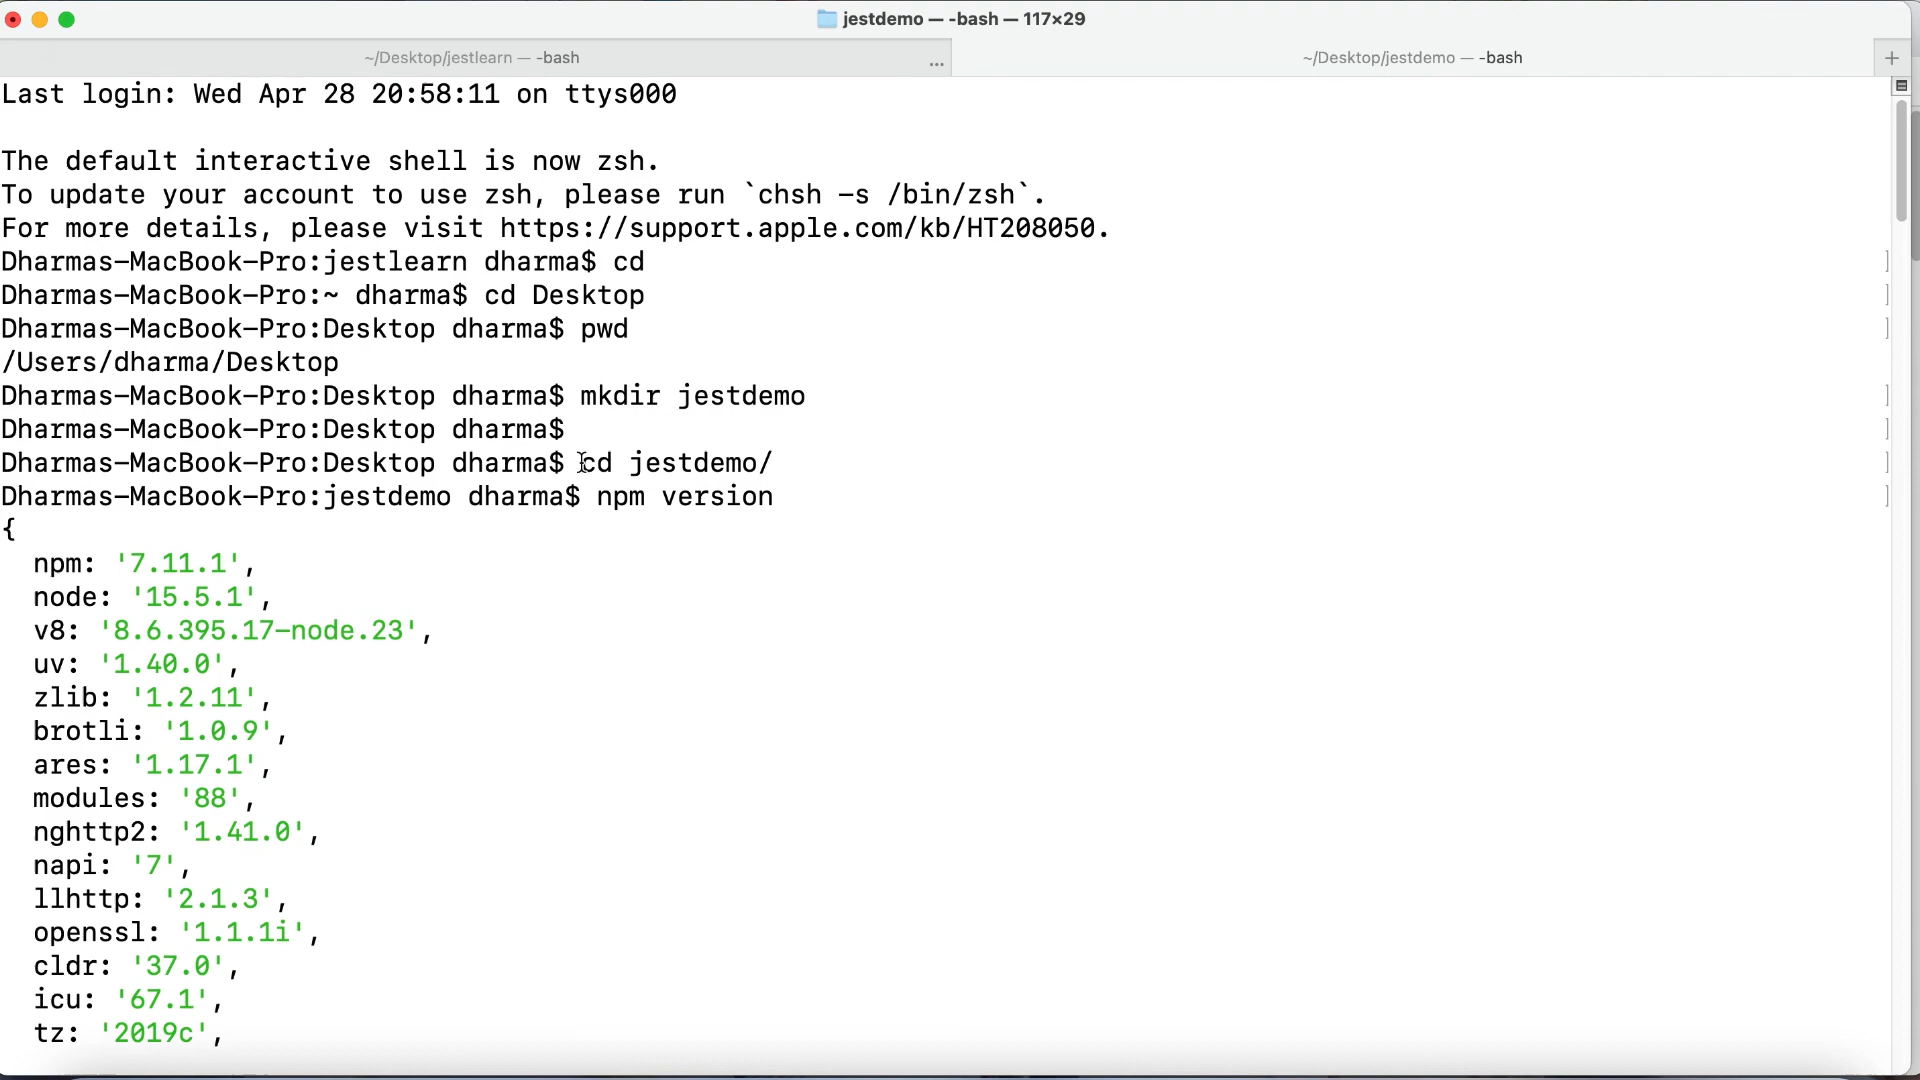 jestdemo — -bash — 117×29
~/Desktop/jestlearn — -bash ...
~/Desktop/jestdemo — -bash +
Last login: Wed Apr 28 20:58:11 on ttys000
The default interactive shell is now zsh.
To update your account to use zsh, please run `chsh -s /bin/zsh`.
For more details, please visit https://support.apple.com/kb/HT208050.
Dharmas-MacBook-Pro:jestlearn dharma$ cd
Dharmas-MacBook-Pro:~ dharma$ cd Desktop
Dharmas-MacBook-Pro:Desktop dharma$ pwd
/Users/dharma/Desktop
Dharmas-MacBook-Pro:Desktop dharma$ mkdir jestdemo
Dharmas-MacBook-Pro:Desktop dharma$
Dharmas-MacBook-Pro:Desktop dharma$ cd jestdemo/
Dharmas-MacBook-Pro:jestdemo dharma$ npm version
{
  npm: '7.11.1',
  node: '15.5.1',
  v8: '8.6.395.17-node.23',
  uv: '1.40.0',
  zlib: '1.2.11',
  brotli: '1.0.9',
  ares: '1.17.1',
  modules: '88',
  nghttp2: '1.41.0',
  napi: '7',
  llhttp: '2.1.3',
  openssl: '1.1.1i',
  cldr: '37.0',
  icu: '67.1',
  tz: '2019c',